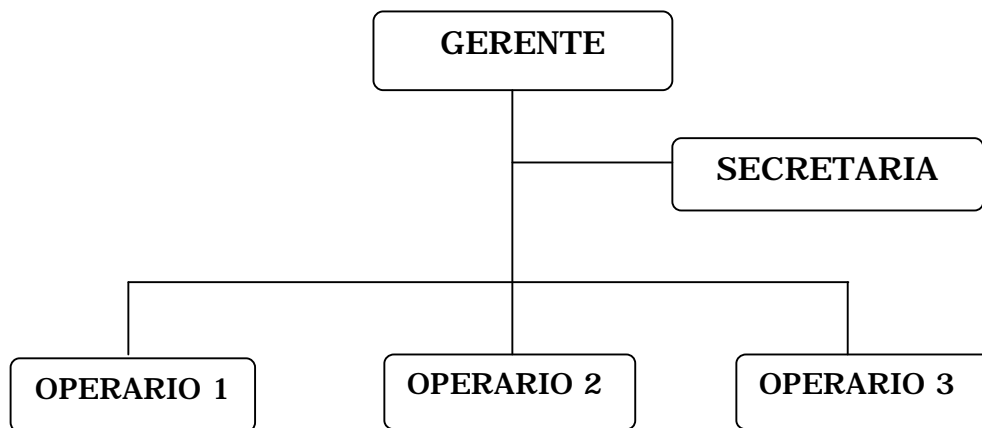 GERENTE
SECRETARIA
OPERARIO 1
OPERARIO 2
OPERARIO 3